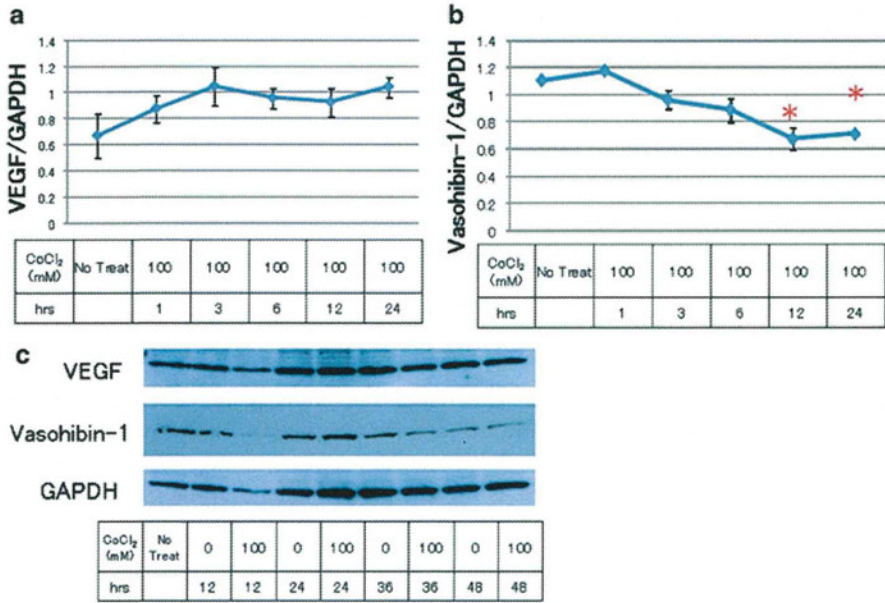 a
VEGF/GAPDH
1.4
1.2
1
0.8
0.6
0.4
0.2
0
CoCl2 (mM) No Treat 100 100 100 100 100
hrs 1 3 6 12 24
b
Vasohibin-1/GAPDH
1.4
1.2
1
0.8
0.6
0.4
0.2
0
* *
CoCl2 (mM) No Treat 100 100 100 100 100
hrs 1 3 6 12 24
c
VEGF
Vasohibin-1
GAPDH
CoCl2 (mM) No Treat 0 100 0 100 0 100 0 100
hrs 12 12 24 24 36 36 48 48